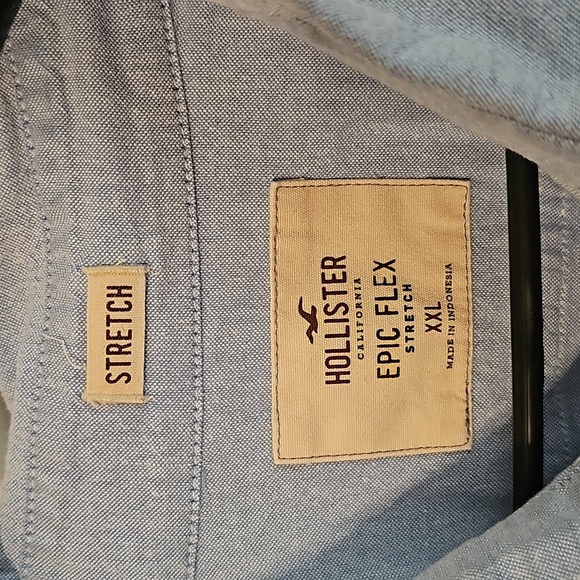 STRETCH
HOLLISTER
CALIFORNIA
EPIC FLEX
STRETCH
XXL
MADE IN INDONESIA